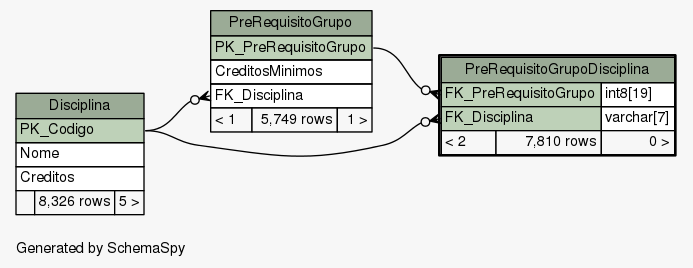 PreRequisitoGrupo
PK_PreRequisitoGrupo
CreditosMinimos
FK_Disciplina
< 1 5,749 rows 1 >
PreRequisitoGrupoDisciplina
FK_PreRequisitoGrupo int8[19]
FK_Disciplina varchar[7]
< 2 7,810 rows 0 >
Disciplina
PK_Codigo
Nome
Creditos
8,326 rows 5 >
Generated by SchemaSpy